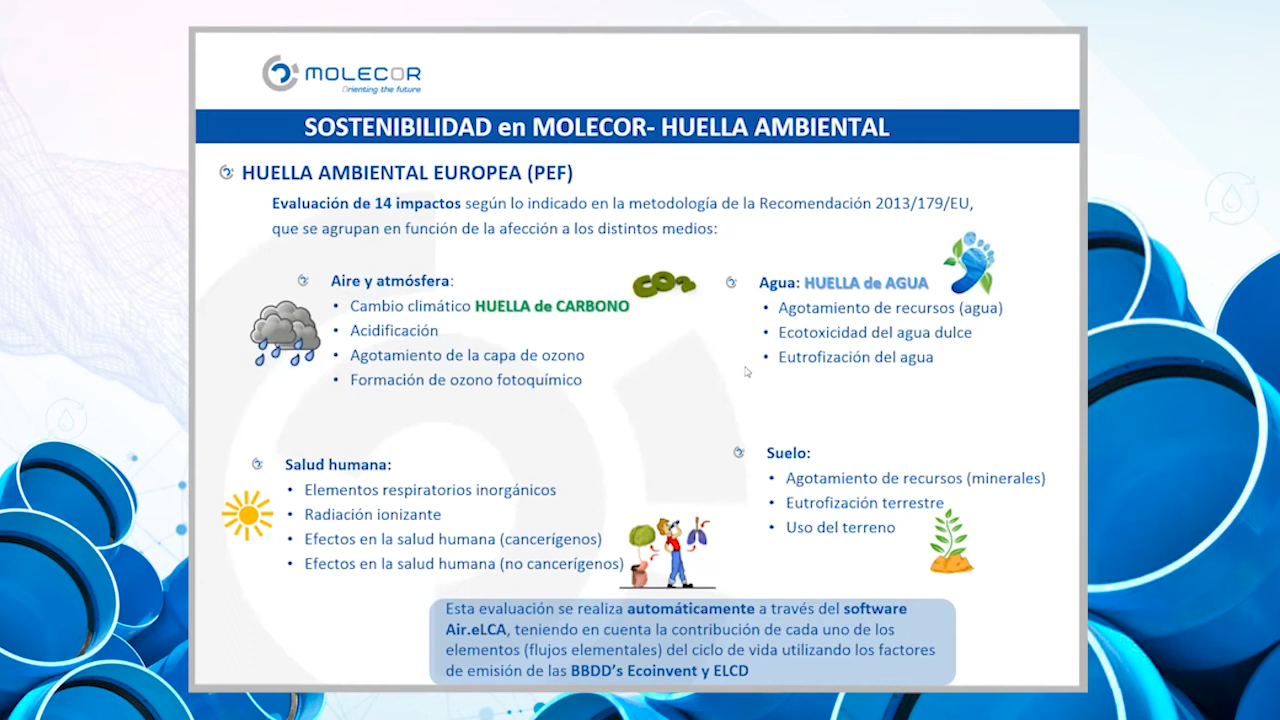 MOLECOR
Orienting the future
SOSTENIBILIDAD en MOLECOR- HUELLA AMBIENTAL
HUELLA AMBIENTAL EUROPEA (PEF)
Evaluación de 14 impactos según lo indicado en la metodología de la Recomendación 2013/179/EU,
que se agrupan en función de la afección a los distintos medios:
Aire y atmósfera:
• Cambio climático HUELLA de CARBONO
• Acidificación
• Agotamiento de la capa de ozono
• Formación de ozono fotoquímico
CO2
Agua: HUELLA de AGUA
• Agotamiento de recursos (agua)
• Ecotoxicidad del agua dulce
• Eutrofización del agua
Salud humana:
• Elementos respiratorios inorgánicos
• Radiación ionizante
• Efectos en la salud humana (cancerígenos)
• Efectos en la salud humana (no cancerígenos)
Suelo:
• Agotamiento de recursos (minerales)
• Eutrofización terrestre
• Uso del terreno
Esta evaluación se realiza automáticamente a través del software
Air.eLCA, teniendo en cuenta la contribución de cada uno de los
elementos (flujos elementales) del ciclo de vida utilizando los factores
de emisión de las BBDD's Ecoinvent y ELCD